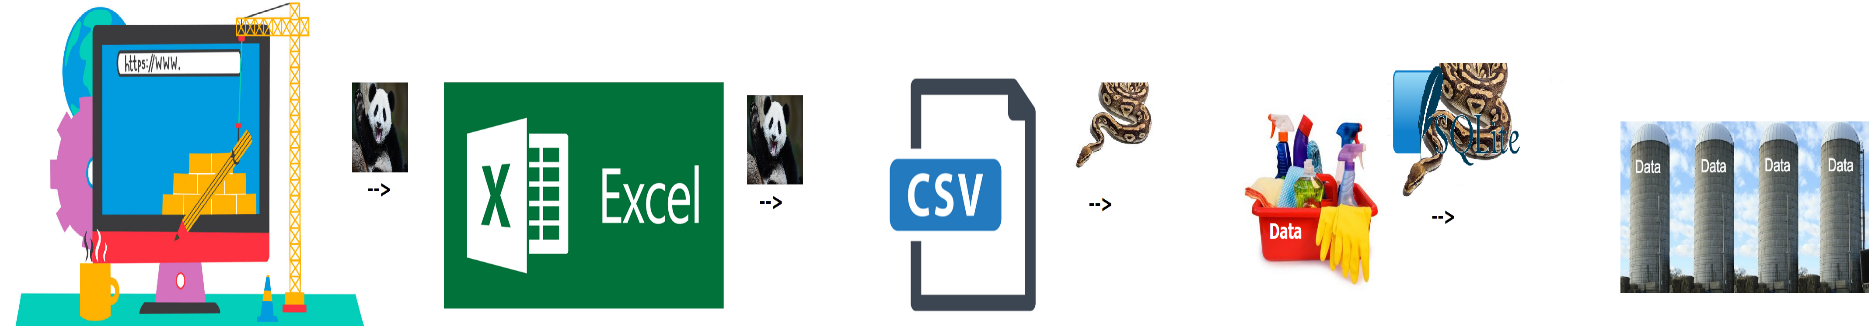 https://www.
-->
X
Excel
-->
CSV
-->
Data
SQLite
-->
Data
Data
Data
Data